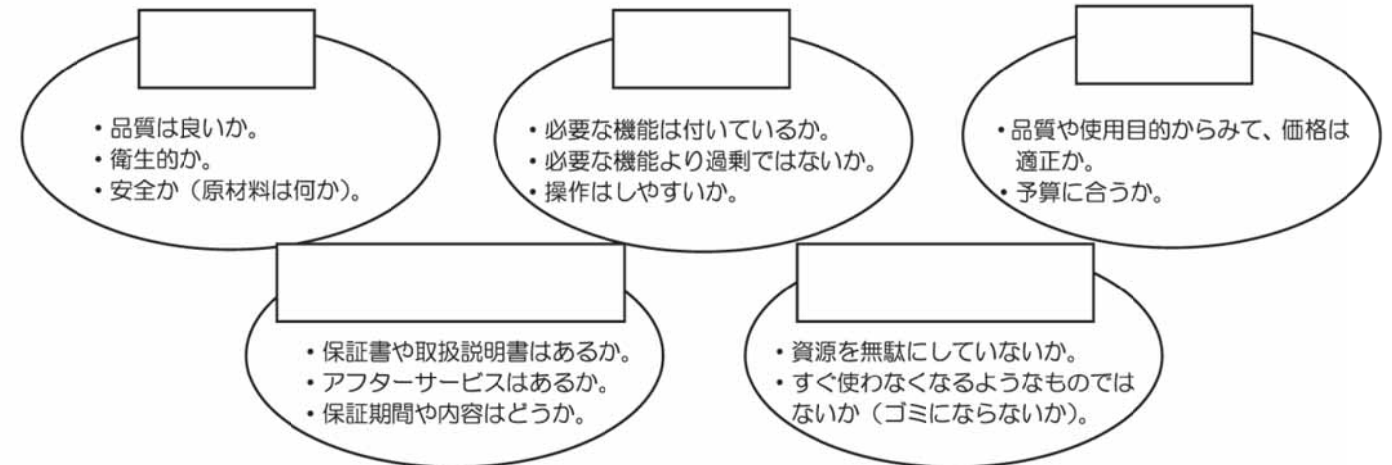 ・品質は良いか。
・衛生的か。
・安全か（原材料は何か）。
・必要な機能は付いているか。
・必要な機能より過剰ではないか。
・操作はしやすいか。
・品質や使用目的からみて、価格は
適正か。
・予算に合うか。
・保証書や取扱説明書はあるか。
・アフターサービスはあるか。
・保証期間や内容はどうか。
・資源を無駄にしていないか。
・すぐ使わなくなるようなものでは
ないか（ゴミにならないか）。